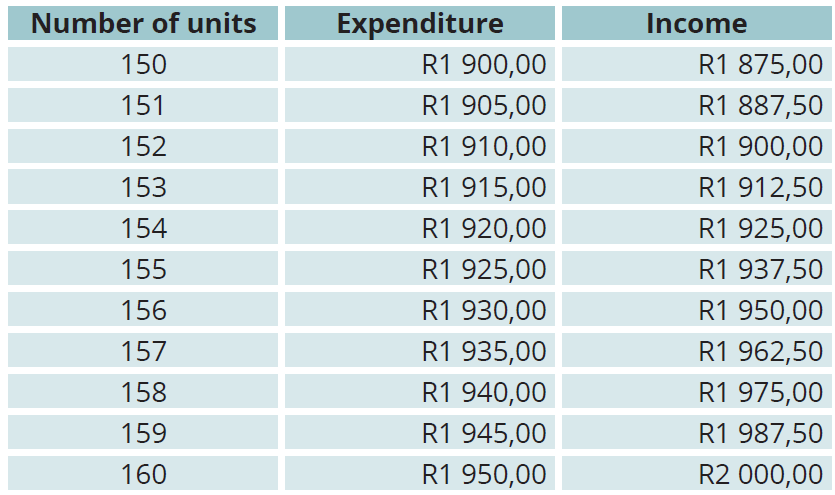 Number of units Expenditure Income
150 R1 900,00 R1 875,00
151 R1 905,00 R1 887,50
152 R1 910,00 R1 900,00
153 R1 915,00 R1 912,50
154 R1 920,00 R1 925,00
155 R1 925,00 R1 937,50
156 R1 930,00 R1 950,00
157 R1 935,00 R1 962,50
158 R1 940,00 R1 975,00
159 R1 945,00 R1 987,50
160 R1 950,00 R2 000,00